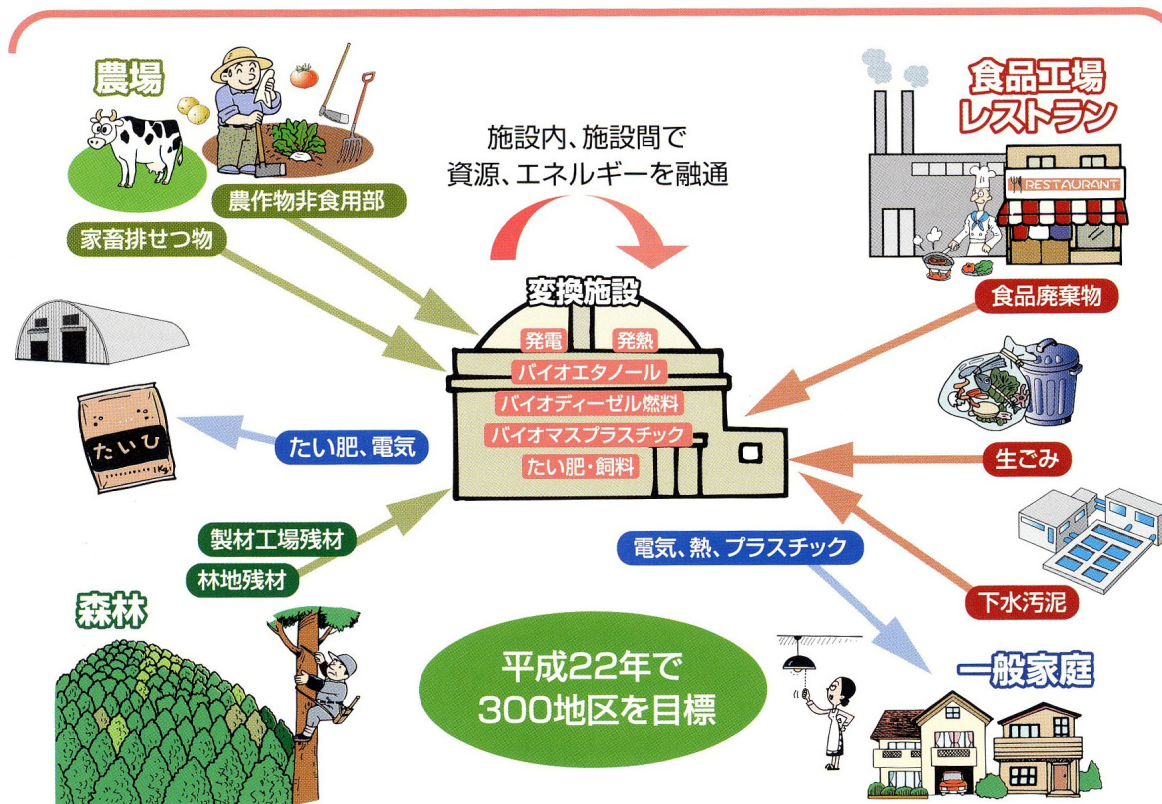 農場
食品工場
レストラン
RESTAURANT
施設内、施設間で
資源、エネルギーを融通
農作物非食用部
家畜排せつ物
食品廃棄物
変換施設
発電
発熱
バイオエタノール
バイオディーゼル燃料
バイオマスプラスチック
たい肥・飼料
たいひ
1Kg
たい肥、電気
生ごみ
製材工場残材
林地残材
電気、熱、プラスチック
下水汚泥
森林
平成22年で
300地区を目標
一般家庭